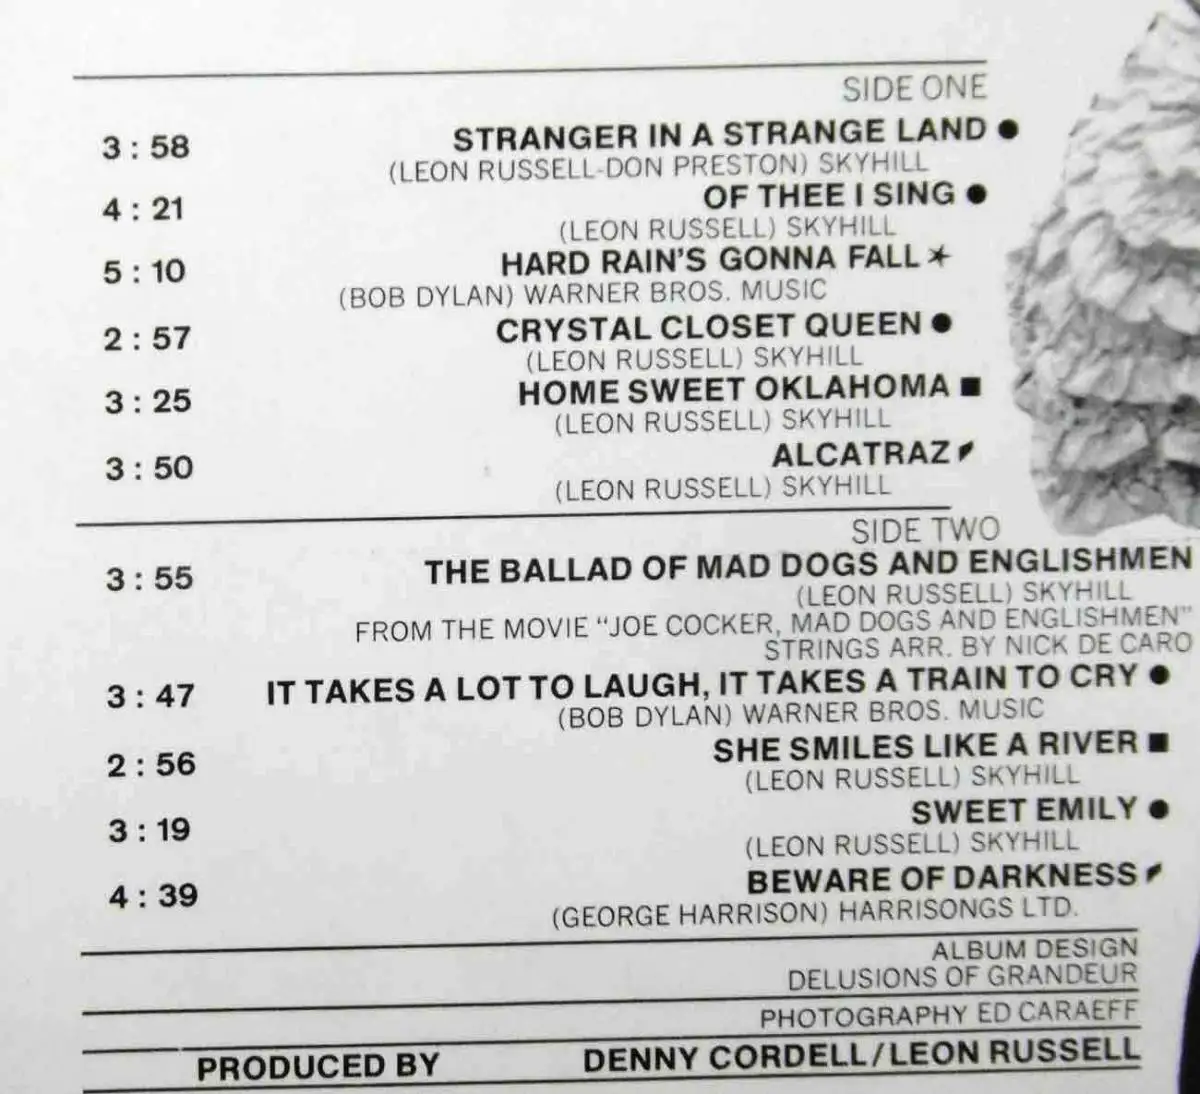 SIDE ONE
3:58 STRANGER IN A STRANGE LAND ●
(LEON RUSSELL-DON PRESTON) SKYHILL
4:21 OF THEE I SING ●
(LEON RUSSELL) SKYHILL
5:10 HARD RAIN'S GONNA FALL ★
(BOB DYLAN) WARNER BROS. MUSIC
2:57 CRYSTAL CLOSET QUEEN ●
(LEON RUSSELL) SKYHILL
3:25 HOME SWEET OKLAHOMA ■
(LEON RUSSELL) SKYHILL
3:50 ALCATRAZ
(LEON RUSSELL) SKYHILL
SIDE TWO
3:55 THE BALLAD OF MAD DOGS AND ENGLISHMEN
(LEON RUSSELL) SKYHILL
FROM THE MOVIE "JOE COCKER, MAD DOGS AND ENGLISHMEN"
STRINGS ARR. BY NICK DE CARO
3:47 IT TAKES A LOT TO LAUGH, IT TAKES A TRAIN TO CRY ●
(BOB DYLAN) WARNER BROS. MUSIC
2:56 SHE SMILES LIKE A RIVER ■
(LEON RUSSELL) SKYHILL
3:19 SWEET EMILY ●
(LEON RUSSELL) SKYHILL
4:39 BEWARE OF DARKNESS
(GEORGE HARRISON) HARRISONGS LTD.
ALBUM DESIGN
DELUSIONS OF GRANDEUR
PHOTOGRAPHY ED CARAEFF
PRODUCED BY DENNY CORDELL/LEON RUSSELL